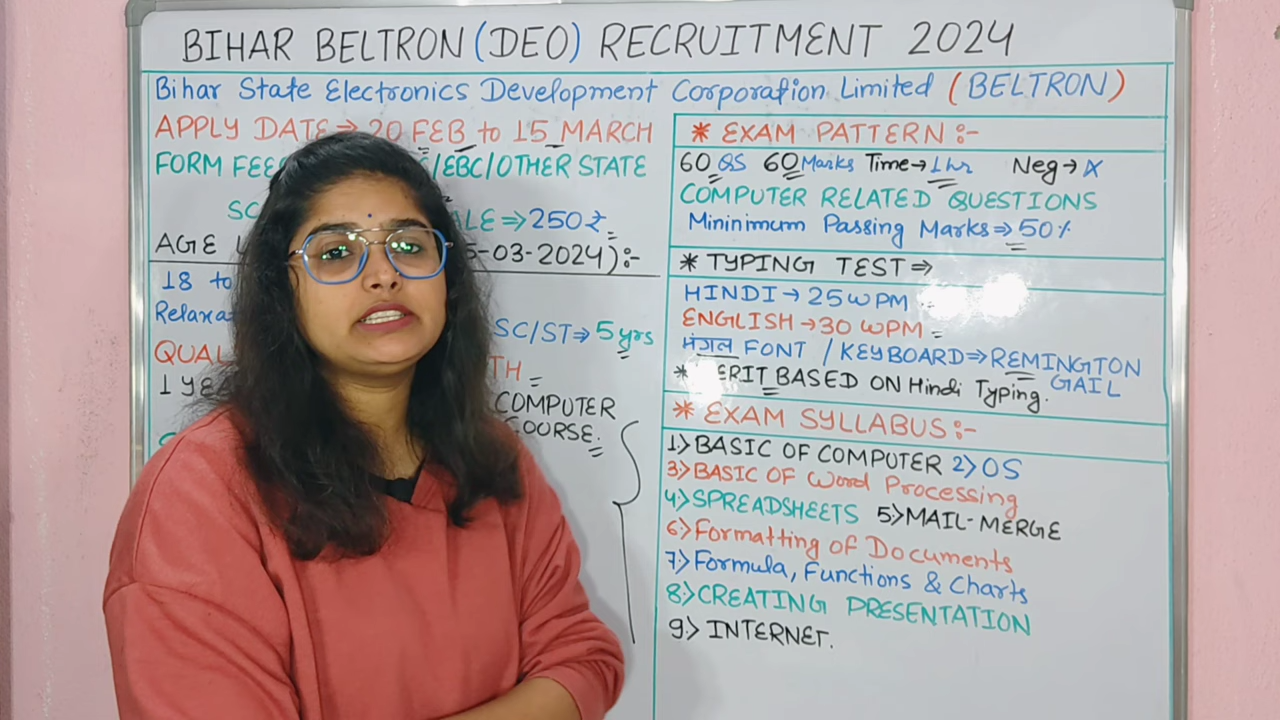 BIHAR BELTRON (DEO) RECRUITMENT 2024
Bihar State Electronics Development Corporation Limited (BELTRON)
APPLY DATE ⇒ 20 FEB to 15 MARCH
FORM FEE /EBC/OTHER STATE
SC ALE ⇒ 250₹
AGE 5-03-2024):-
18 to
SC/ST ⇒ 5 yrs
QUAL TH
1 YEA COMPUTER
COURSE.
* EXAM PATTERN :-
60 QS 60 Marks Time → 1 hr Neg → X
COMPUTER RELATED QUESTIONS
Mininimum Passing Marks ⇒ 50%
* TYPING TEST ⇒
HINDI → 25 WPM
ENGLISH → 30 WPM
मंगल FONT / KEYBOARD ⇒ REMINGTON
GAIL
* MERIT BASED ON Hindi Typing.
* EXAM SYLLABUS :-
1.> BASIC OF COMPUTER 2> OS
3> BASIC OF Word Processing
4> SPREADSHEETS 5> MAIL-MERGE
6> Formatting of Documents
7.> Formula, Functions & Charts
8.> CREATING PRESENTATION
9.> INTERNET.